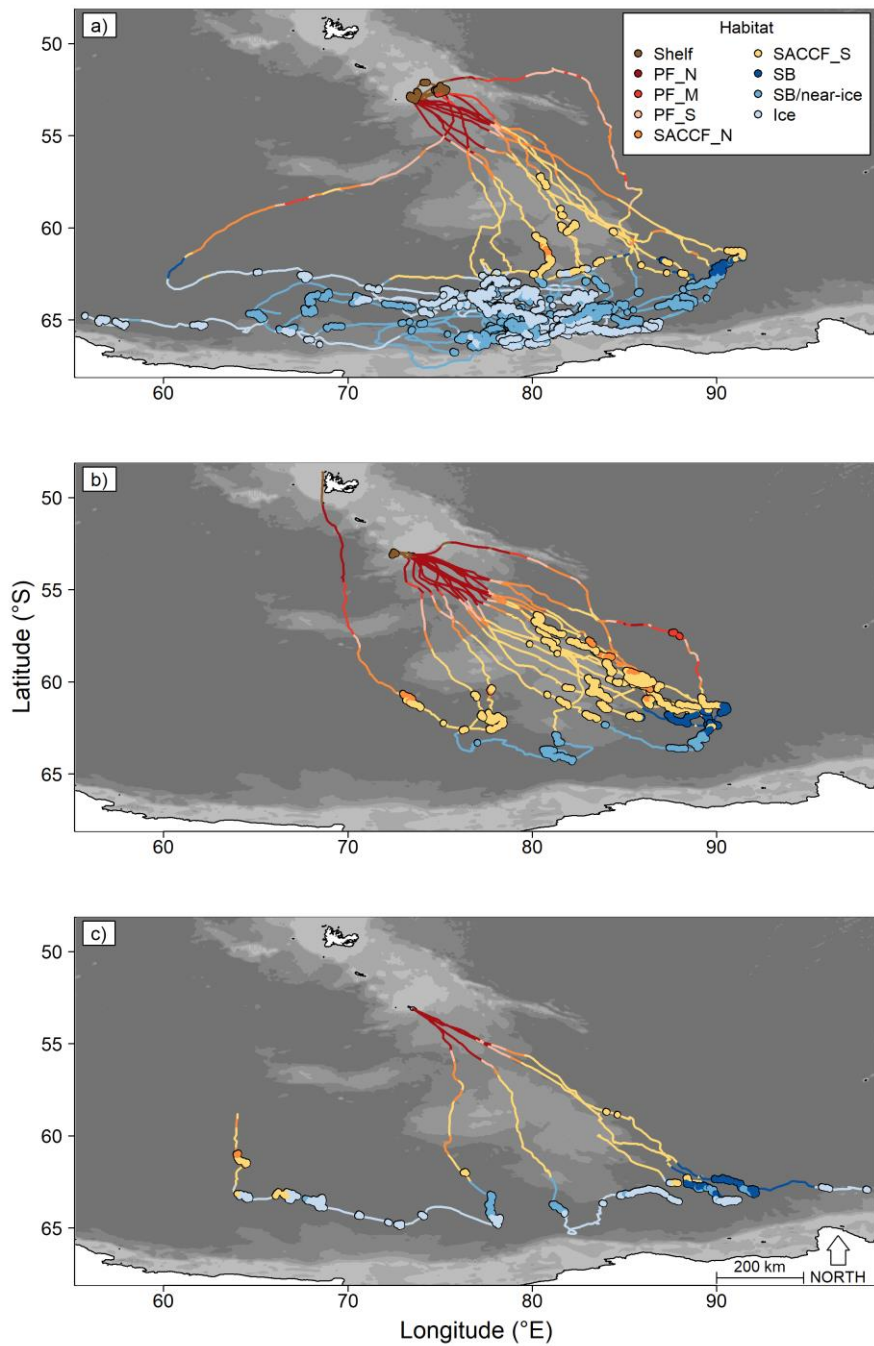 a)
Habitat
Shelf
PF_N
PF_M
PF_S
SACCF_N
SACCF_S
SB
SB/near-ice
Ice
50
55
60
65
60 70 80 90
b)
Latitude (°S)
50
55
60
65
60 70 80 90
c)
50
55
60
65
200 km
NORTH
60 70 80 90
Longitude (°E)